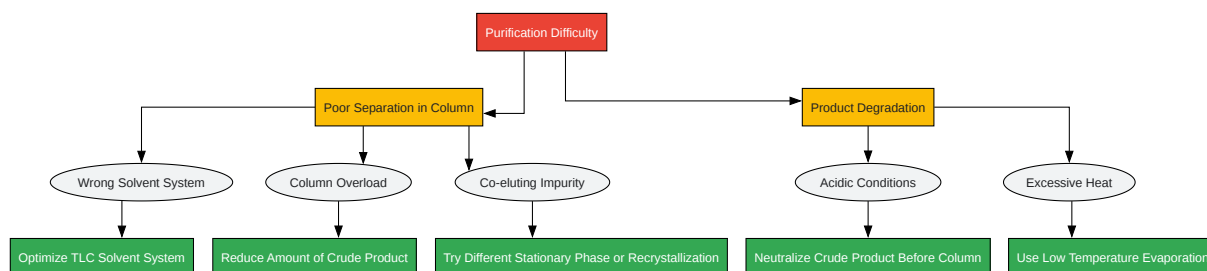 Purification Difficulty
Poor Separation in Column
Product Degradation
Wrong Solvent System
Column Overload
Co-eluting Impurity
Acidic Conditions
Excessive Heat
Optimize TLC Solvent System
Reduce Amount of Crude Product
Try Different Stationary Phase or Recrystallization
Neutralize Crude Product Before Column
Use Low Temperature Evaporation